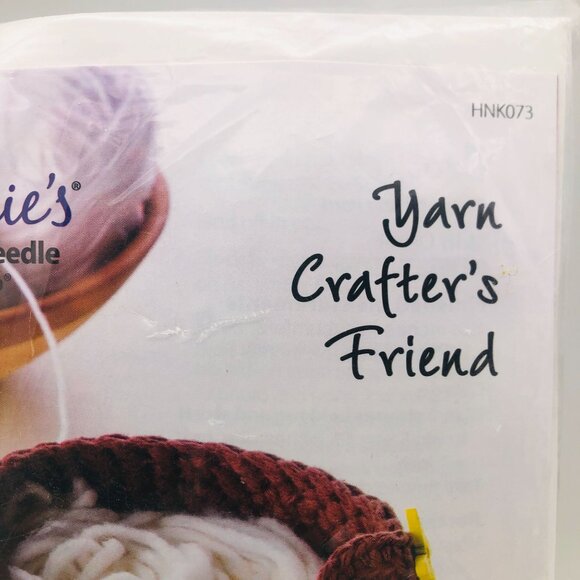 HNK073
ie's®
eedle
®
Yarn
Crafter's
Friend